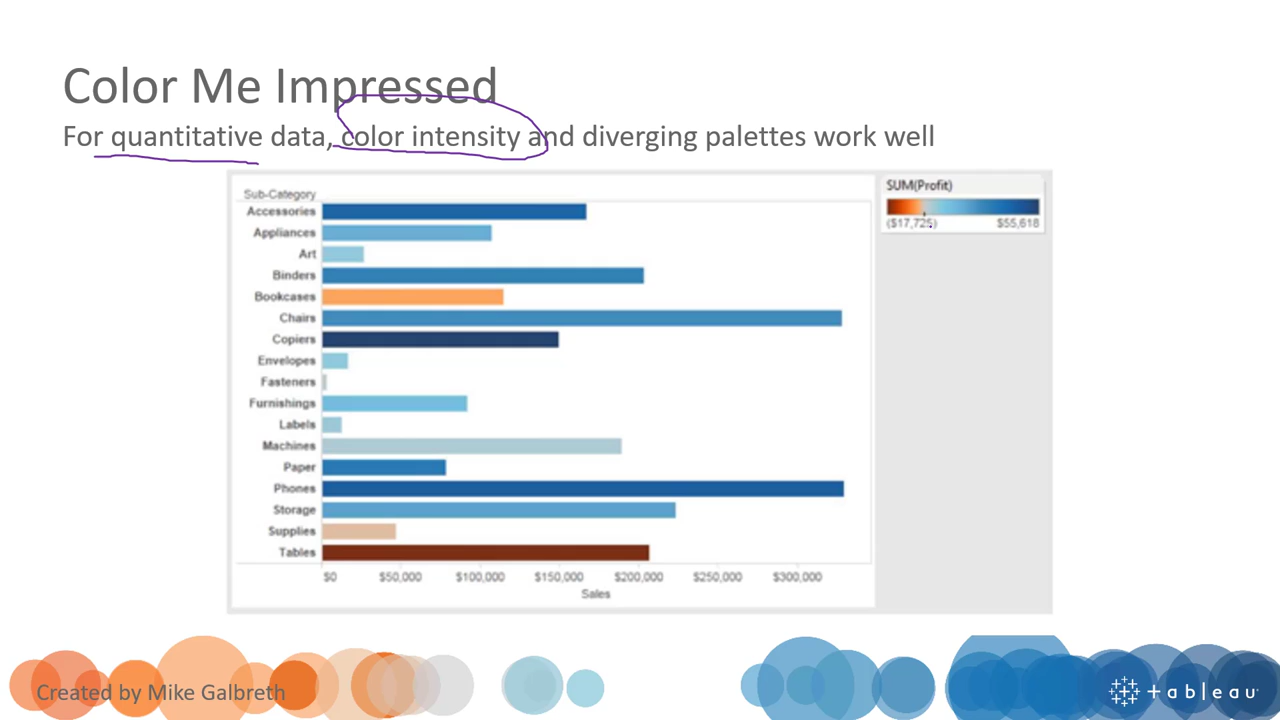 Color Me Impressed
For quantitative data, color intensity and diverging palettes work well
Sub-Category
Accessories
Appliances
Art
Binders
Bookcases
Chairs
Copiers
Envelopes
Fasteners
Furnishings
Labels
Machines
Paper
Phones
Storage
Supplies
Tables
$0 $50,000 $100,000 $150,000 $200,000 $250,000 $300,000
Sales
SUM(Profit)
($17,725) $55,618
Created by Mike Galbreth
tableau